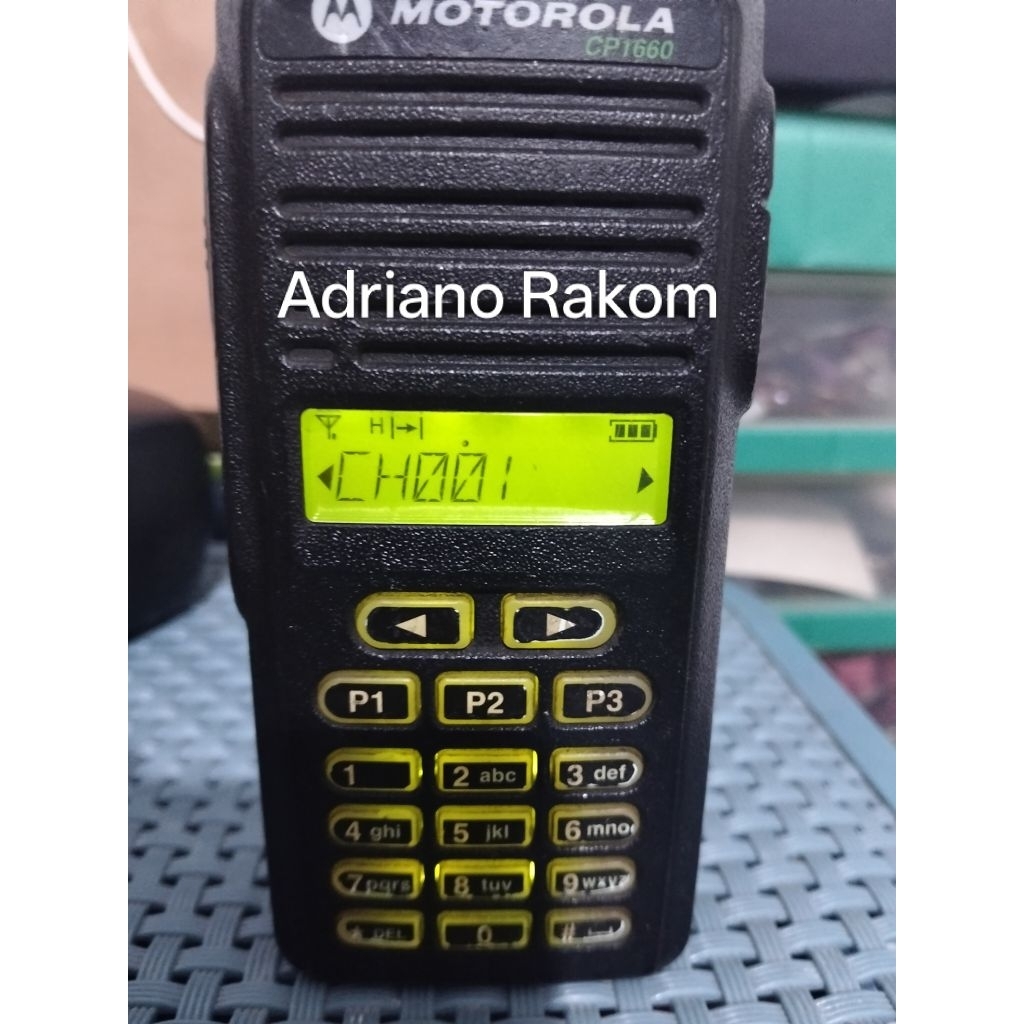 MOTOROLA
CP1660
Adriano Rakom
H
CH001
P1 P2 P3
1 2 abc 3 def
4 ghi 5 jkl 6 mno
7 pqrs 8 tuv 9 wxyz
* DEL 0 #